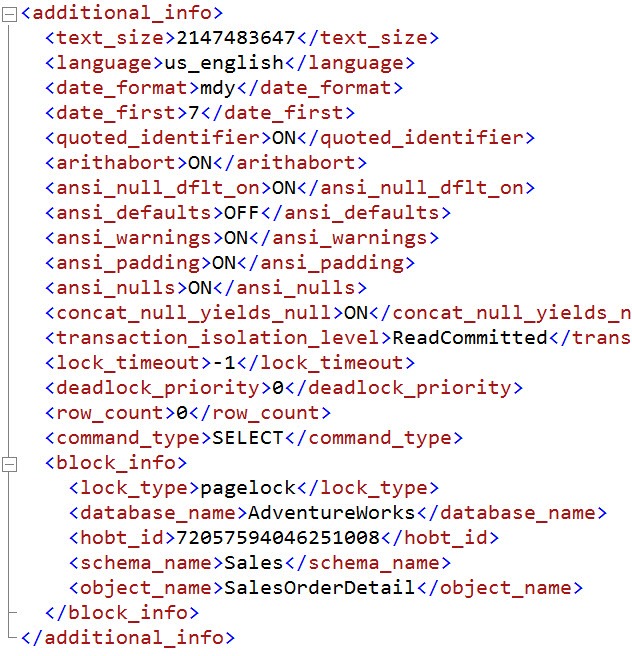 <additional_info>
<text_size>2147483647</text_size>
<language>us_english</language>
<date_format>mdy</date_format>
<date_first>7</date_first>
<quoted_identifier>ON</quoted_identifier>
<arithabort>ON</arithabort>
<ansi_null_dflt_on>ON</ansi_null_dflt_on>
<ansi_defaults>OFF</ansi_defaults>
<ansi_warnings>ON</ansi_warnings>
<ansi_padding>ON</ansi_padding>
<ansi_nulls>ON</ansi_nulls>
<concat_null_yields_null>ON</concat_null_yields_n
<transaction_isolation_level>ReadCommitted</trans
<lock_timeout>-1</lock_timeout>
<deadlock_priority>0</deadlock_priority>
<row_count>0</row_count>
<command_type>SELECT</command_type>
<block_info>
<lock_type>pagelock</lock_type>
<database_name>AdventureWorks</database_name>
<hobt_id>72057594046251008</hobt_id>
<schema_name>Sales</schema_name>
<object_name>SalesOrderDetail</object_name>
</block_info>
</additional_info>